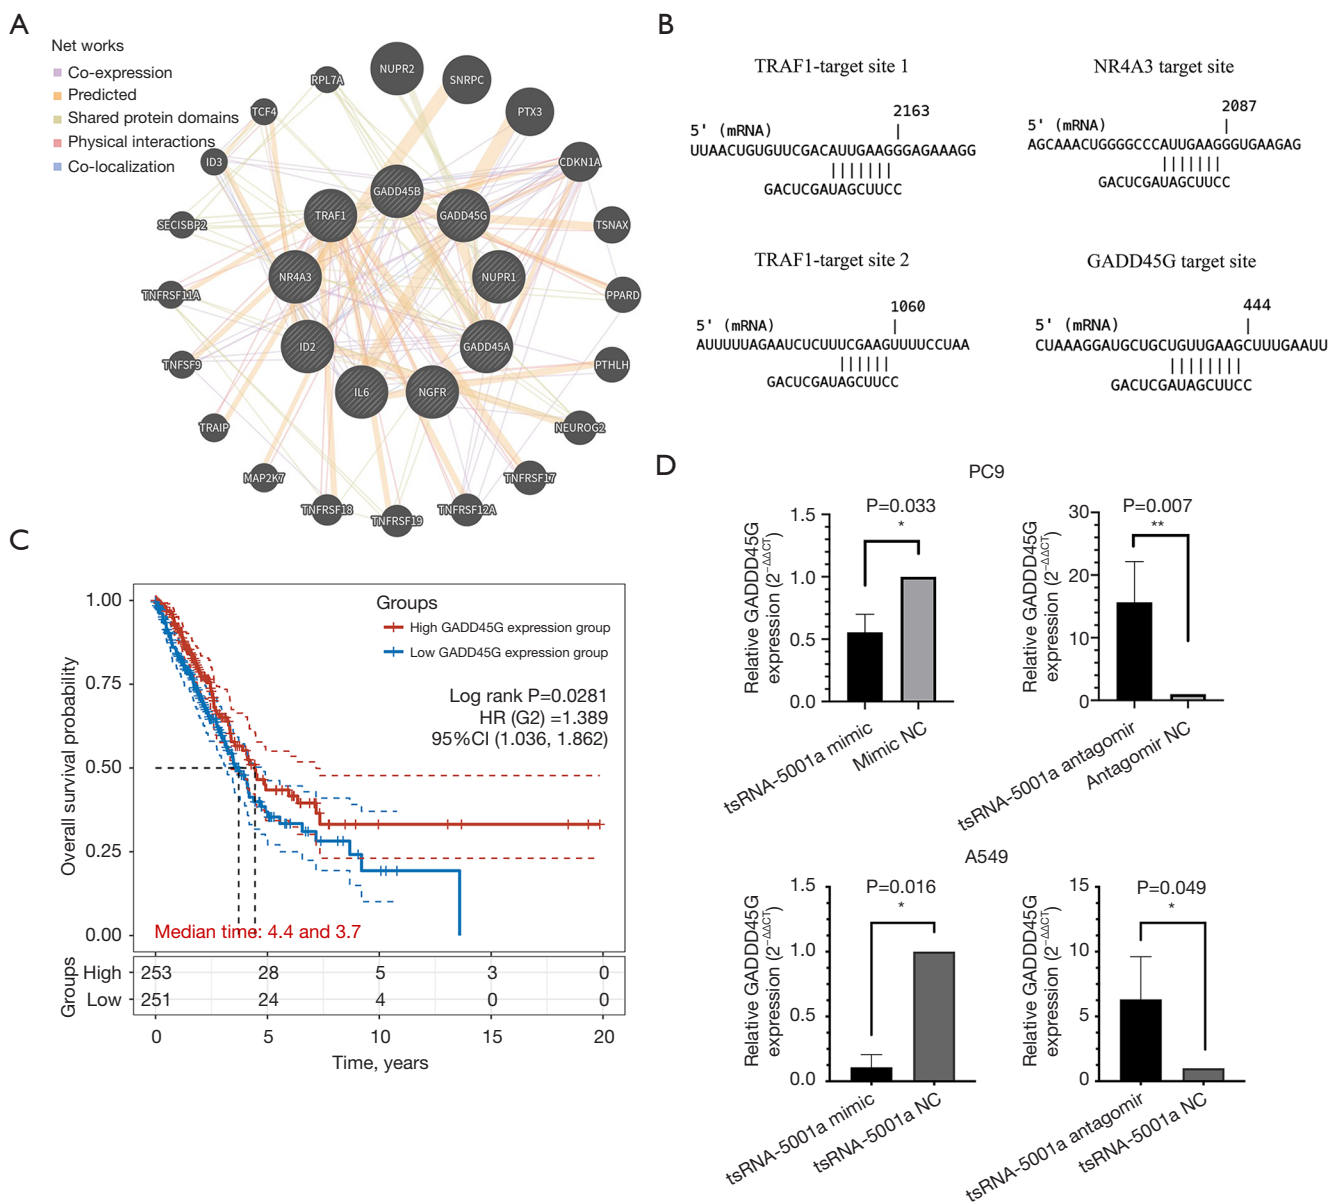 A
Net works
Co-expression
Predicted
Shared protein domains
Physical interactions
Co-localization
NUPR2
SNRPC
RPL7A
PTX3
TCF4
CDKN1A
ID3
GADD45B
TRAF1
GADD45G
SECISBP2
TSNAX
NR4A3
NUPR1
TNFRSF11A
PPARD
ID2
GADD45A
TNFSF9
PTHLH
IL6
NGFR
TRAIP
NEUROG2
MAP2K7
TNFRSF17
TNFRSF18
TNFRSF19
TNFRSF12A
B
TRAF1-target site 1
2163
5' (mRNA)
UUAACUGUGUUCGACAUUGAAGGGAGAAAGG
GACUCGAUAGCUUCC
NR4A3 target site
2087
5' (mRNA)
AGCAAACUGGGGCCCAUUGAAGGGUGAAGAG
GACUCGAUAGCUUCC
TRAF1-target site 2
1060
5' (mRNA)
AUUUUUAGAAUCUCUUUCGAAGUUUUCCUAA
GACUCGAUAGCUUCC
GADD45G target site
444
5' (mRNA)
CUAAAGGAUGCUGCUGUUGAAGCUUUGAAUU
GACUCGAUAGCUUCC
C
Groups
High GADD45G expression group
Low GADD45G expression group
Log rank P=0.0281
HR (G2) =1.389
95%CI (1.036, 1.862)
Median time: 4.4 and 3.7
Overall survival probability
1.00
0.75
0.50
0.25
0.00
Groups
High 253 28 5 3 0
Low 251 24 4 0 0
0 5 10 15 20
Time, years
D
PC9
Relative GADDD45G
expression (2−ΔΔCT)
1.5
1.0
0.5
0.0
P=0.033
*
tsRNA-5001a mimic
Mimic NC
Relative GADDD45G
expression (2−ΔΔCT)
30
20
10
0
P=0.007
**
tsRNA-5001a antagomir
Antagomir NC
A549
Relative GADDD45G
expression (2−ΔΔCT)
1.5
1.0
0.5
0.0
P=0.016
*
tsRNA-5001a mimic
tsRNA-5001a NC
Relative GADDD45G
expression (2−ΔΔCT)
15
10
5
0
P=0.049
*
tsRNA-5001a antagomir
tsRNA-5001a NC